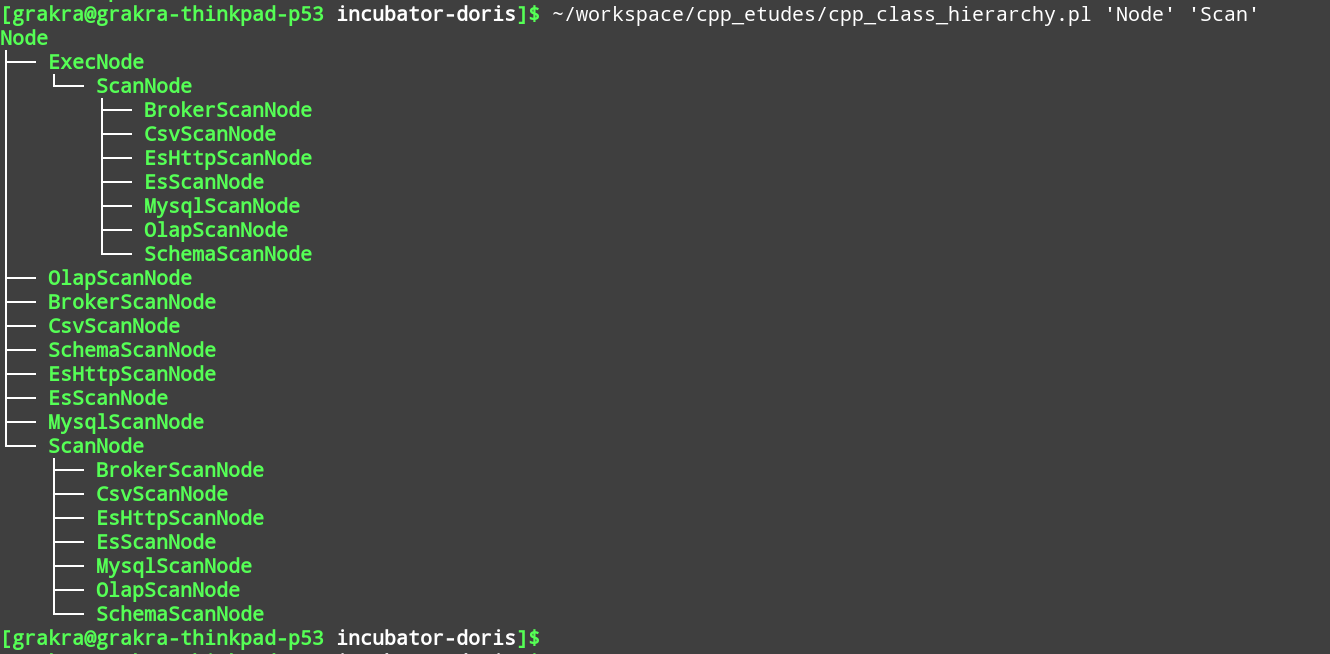 [grakra@grakra-thinkpad-p53 incubator-doris]$ ~/workspace/cpp_etudes/cpp_class_hierarchy.pl 'Node' 'Scan'
Node
├── ExecNode
│   └── ScanNode
│       ├── BrokerScanNode
│       ├── CsvScanNode
│       ├── EsHttpScanNode
│       ├── EsScanNode
│       ├── MysqlScanNode
│       ├── OlapScanNode
│       └── SchemaScanNode
├── OlapScanNode
├── BrokerScanNode
├── CsvScanNode
├── SchemaScanNode
├── EsHttpScanNode
├── EsScanNode
├── MysqlScanNode
└── ScanNode
    ├── BrokerScanNode
    ├── CsvScanNode
    ├── EsHttpScanNode
    ├── EsScanNode
    ├── MysqlScanNode
    ├── OlapScanNode
    └── SchemaScanNode
[grakra@grakra-thinkpad-p53 incubator-doris]$